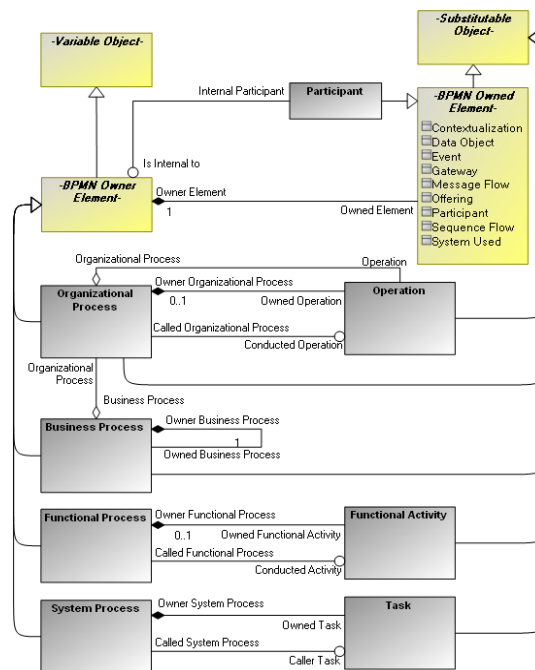 -Substitutable
Object-
-Variable Object-
Internal Participant
Participant
-BPMN Owned
Element-
Contextualization
Data Object
Event
Gateway
Message Flow
Offering
Participant
Sequence Flow
System Used
Is Internal to
-BPMN Owner
Element-
Owner Element
1
Owned Element
Organizational Process
Operation
Organizational
Process
Owner Organizational Process
0..1
Owned Operation
Called Organizational Process
Conducted Operation
Operation
Organizational
Process
Business Process
Business Process
Owner Business Process
1
Owned Business Process
Functional Process
Owner Functional Process
0..1
Owned Functional Activity
Called Functional Process
Conducted Activity
Functional Activity
System Process
Owner System Process
Owned Task
Called System Process
Caller Task
Task